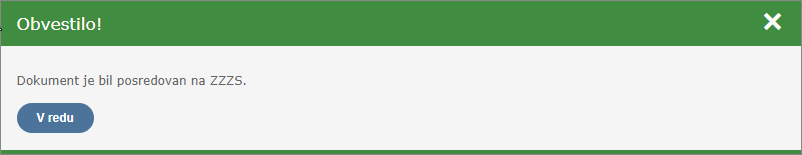 Obvestilo!
Dokument je bil posredovan na ZZZS.
V redu